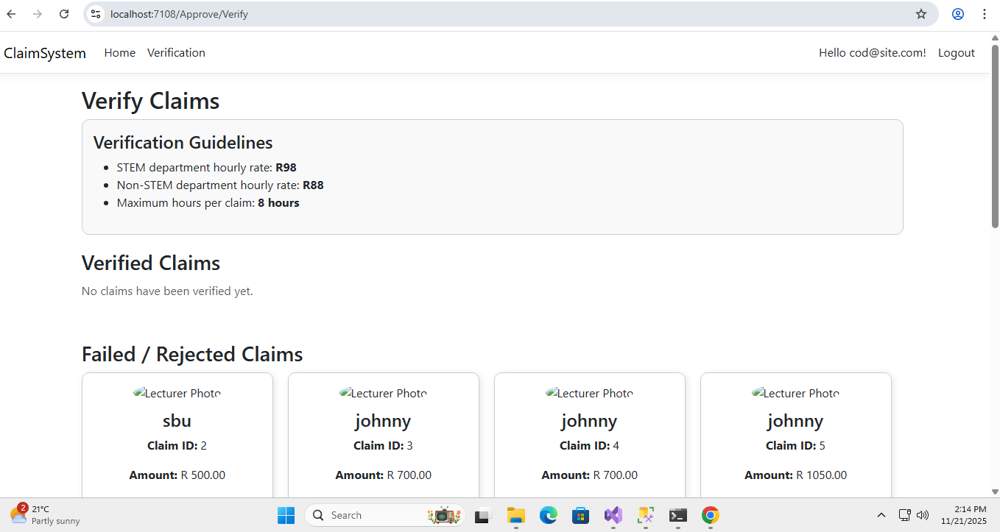 localhost:7108/Approve/Verify
ClaimSystem Home Verification Hello cod@site.com! Logout
Verify Claims
Verification Guidelines
• STEM department hourly rate: R98
• Non-STEM department hourly rate: R88
• Maximum hours per claim: 8 hours
Verified Claims
No claims have been verified yet.
Failed / Rejected Claims
Lecturer Photo Lecturer Photo Lecturer Photo Lecturer Photo
sbu johnny johnny johnny
Claim ID: 2 Claim ID: 3 Claim ID: 4 Claim ID: 5
Amount: R 500.00 Amount: R 700.00 Amount: R 700.00 Amount: R 1050.00
2 21°C Search 2:14 PM
Partly sunny 11/21/2025